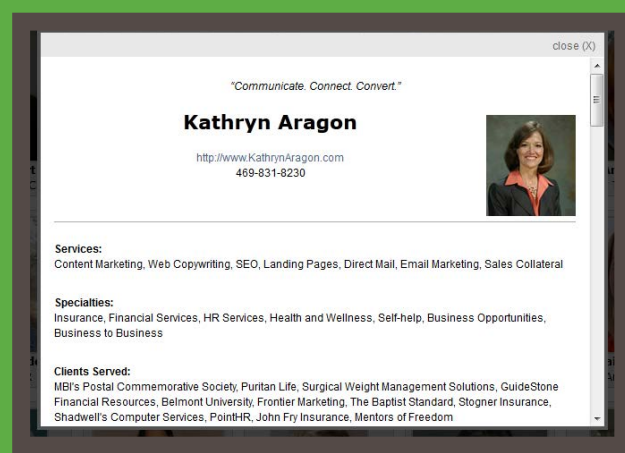 close (X)
"Communicate. Connect. Convert."
Kathryn Aragon
http://www.KathrynAragon.com
469-831-8230
Services:
Content Marketing, Web Copywriting, SEO, Landing Pages, Direct Mail, Email Marketing, Sales Collateral
Specialties:
Insurance, Financial Services, HR Services, Health and Wellness, Self-help, Business Opportunities,
Business to Business
Clients Served:
MBI's Postal Commemorative Society, Puritan Life, Surgical Weight Management Solutions, GuideStone
Financial Resources, Belmont University, Frontier Marketing, The Baptist Standard, Stogner Insurance,
Shadwell's Computer Services, PointHR, John Fry Insurance, Mentors of Freedom